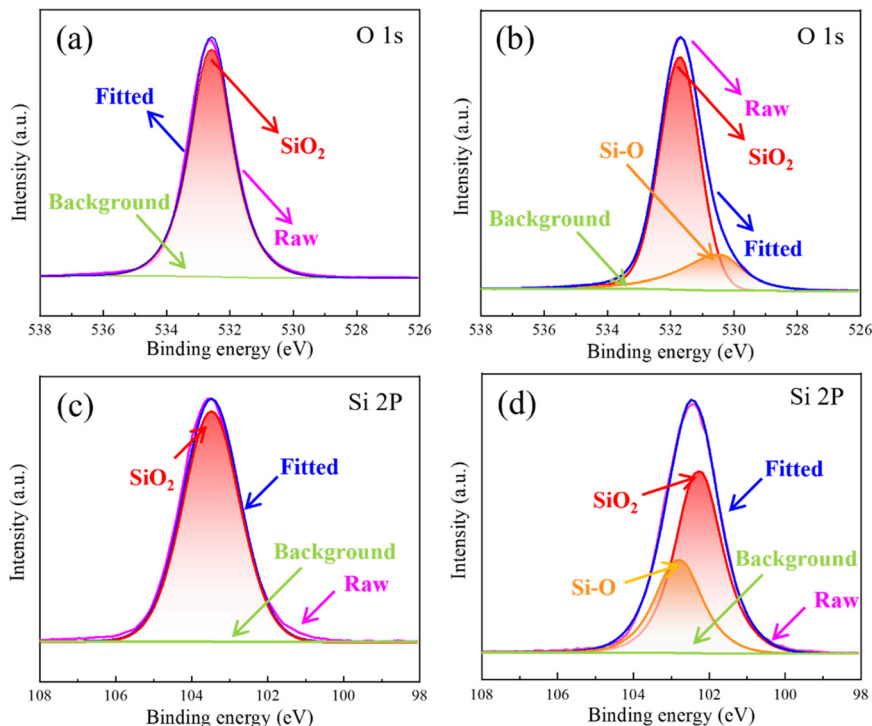 (a)
O 1s
Fitted
SiO₂
Background
Raw
Intensity (a.u.)
538 536 534 532 530 528 526
Binding energy (eV)
(b)
O 1s
Raw
Si-O
SiO₂
Background
Fitted
Intensity (a.u.)
538 536 534 532 530 528 526
Binding energy (eV)
(c)
Si 2P
SiO₂
Fitted
Background
Raw
Intensity (a.u.)
108 106 104 102 100 98
Binding energy (eV)
(d)
Si 2P
SiO₂
Fitted
Background
Si-O
Raw
Intensity (a.u.)
108 106 104 102 100 98
Binding energy (eV)